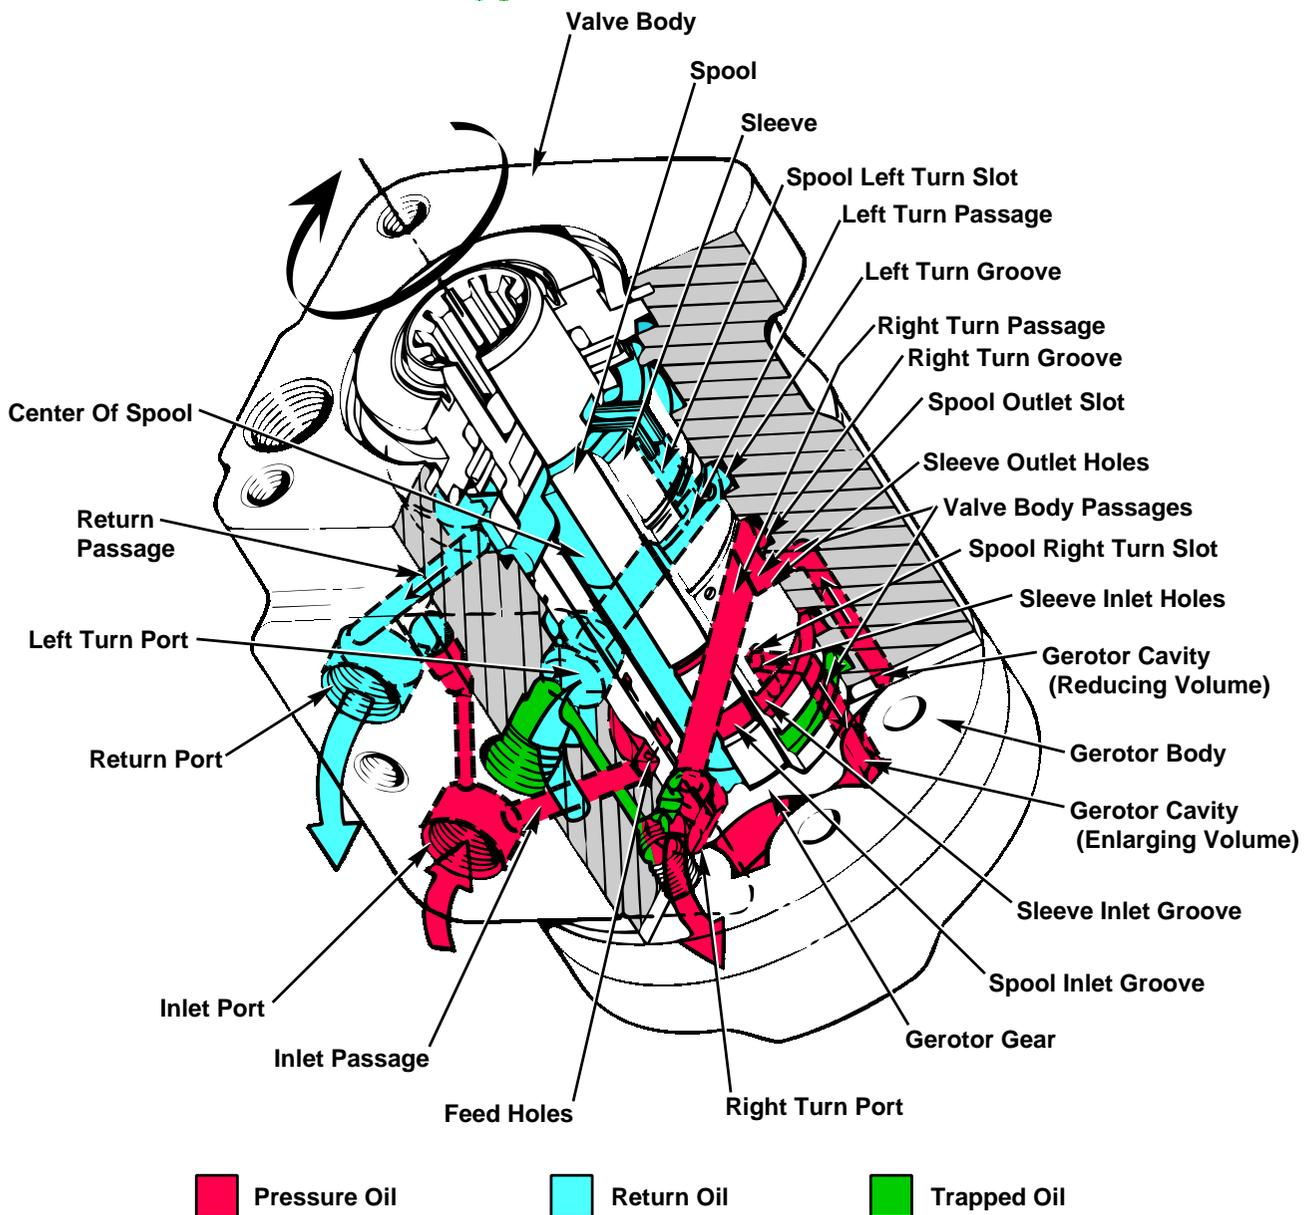 Valve Body
Spool
Sleeve
Spool Left Turn Slot
Left Turn Passage
Left Turn Groove
Right Turn Passage
Right Turn Groove
Center Of Spool
Spool Outlet Slot
Sleeve Outlet Holes
Valve Body Passages
Return
Passage
Spool Right Turn Slot
Sleeve Inlet Holes
Left Turn Port
Gerotor Cavity
(Reducing Volume)
Return Port
Gerotor Body
Gerotor Cavity
(Enlarging Volume)
Sleeve Inlet Groove
Spool Inlet Groove
Inlet Port
Gerotor Gear
Inlet Passage
Feed Holes
Right Turn Port
Pressure Oil
Return Oil
Trapped Oil